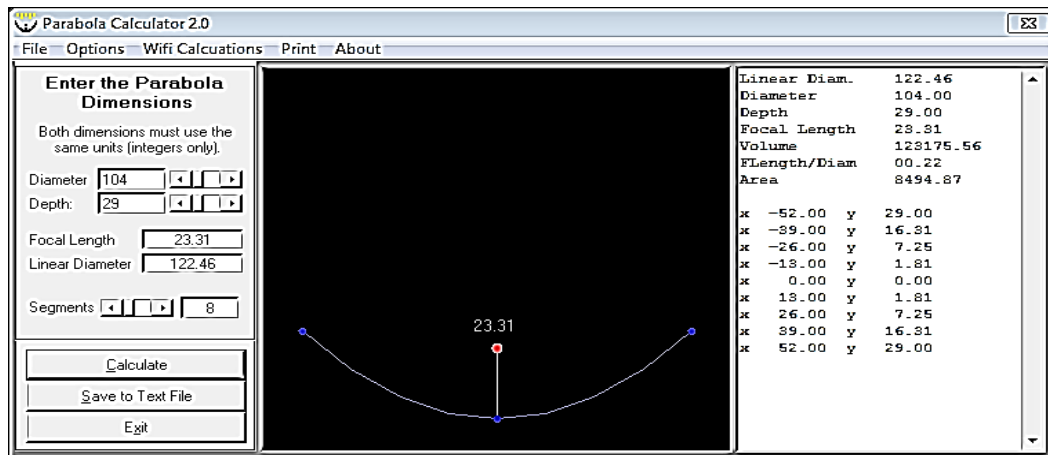 Parabola Calculator 2.0
File Options Wifi Calcuations Print About
Enter the Parabola
Dimensions
Both dimensions must use the
same units (integers only).
Diameter 104
Depth: 29
Focal Length 23.31
Linear Diameter 122.46
Segments 8
Calculate
Save to Text File
Exit
23.31
Linear Diam. 122.46
Diameter 104.00
Depth 29.00
Focal Length 23.31
Volume 123175.56
FLength/Diam 00.22
Area 8494.87
x -52.00 y 29.00
x -39.00 y 16.31
x -26.00 y 7.25
x -13.00 y 1.81
x 0.00 y 0.00
x 13.00 y 1.81
x 26.00 y 7.25
x 39.00 y 16.31
x 52.00 y 29.00